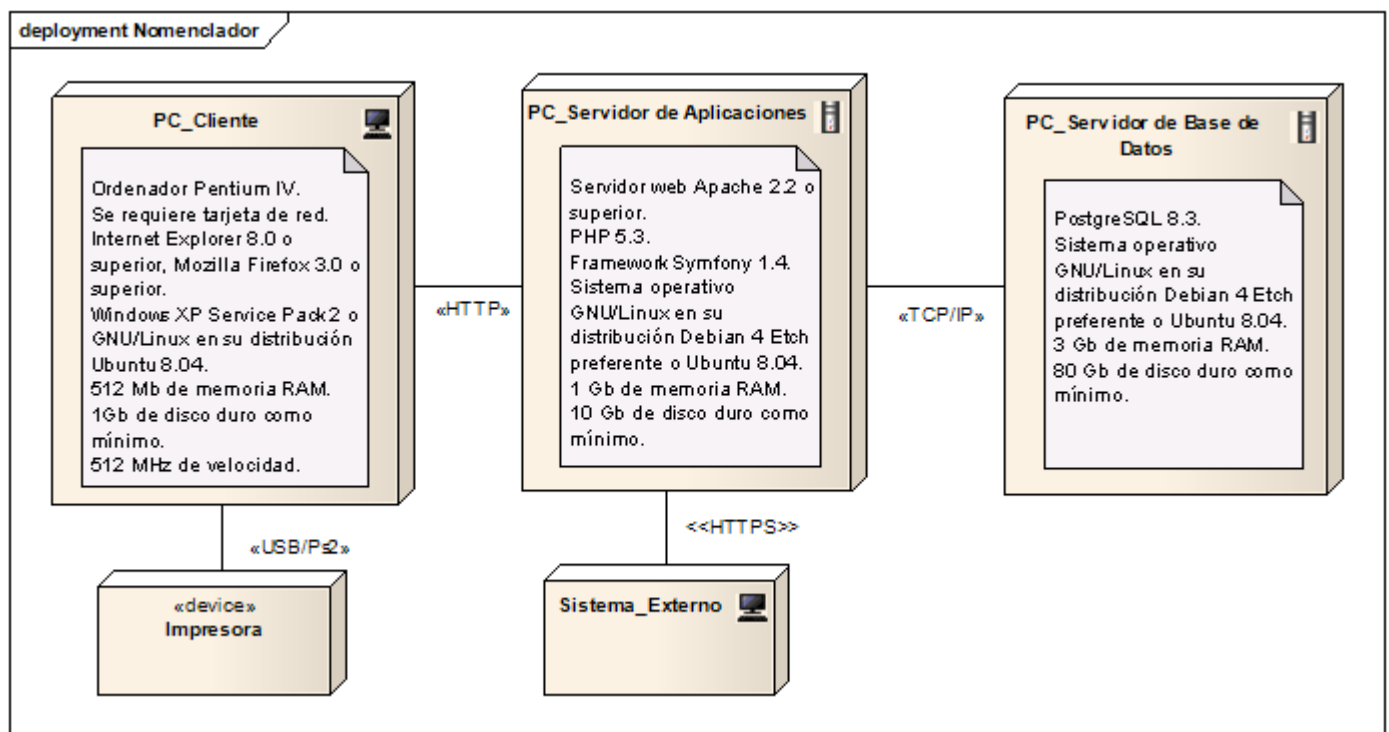 deployment Nomenclador
PC_Cliente
Ordenador Pentium IV.
Se requiere tarjeta de red.
Internet Explorer 8.0 o
superior, Mozilla Firefox 3.0 o
superior.
Windows XP Service Pack 2 o
GNU/Linux en su distribución
Ubuntu 8.04.
512 Mb de memoria RAM.
1Gb de disco duro como
mínimo.
512 MHz de velocidad.
«HTTP»
PC_Servidor de Aplicaciones
Servidor web Apache 2.2 o
superior.
PHP 5.3.
Framework Symfony 1.4.
Sistema operativo
GNU/Linux en su
distribución Debian 4 Etch
preferente o Ubuntu 8.04.
1 Gb de memoria RAM.
10 Gb de disco duro como
mínimo.
«TCP/IP»
PC_Servidor de Base de
Datos
PostgreSQL 8.3.
Sistema operativo
GNU/Linux en su
distribución Debian 4 Etch
preferente o Ubuntu 8.04.
3 Gb de memoria RAM.
80 Gb de disco duro como
mínimo.
«USB/Ps2»
<<HTTPS>>
«device»
Impresora
Sistema_Externo